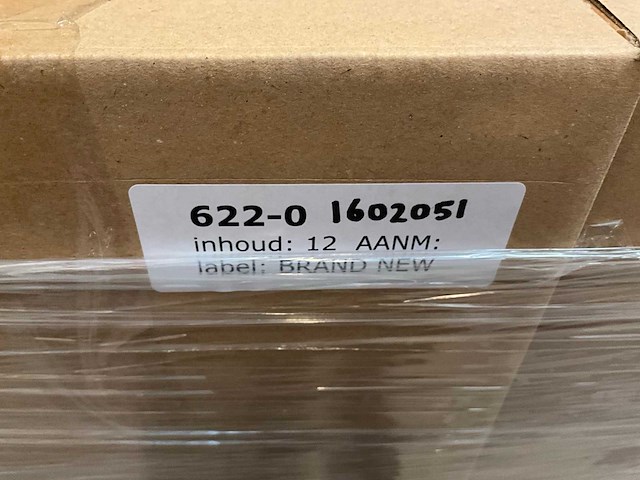 622-0 1602051
inhoud: 12 AANM:
label: BRAND NEW